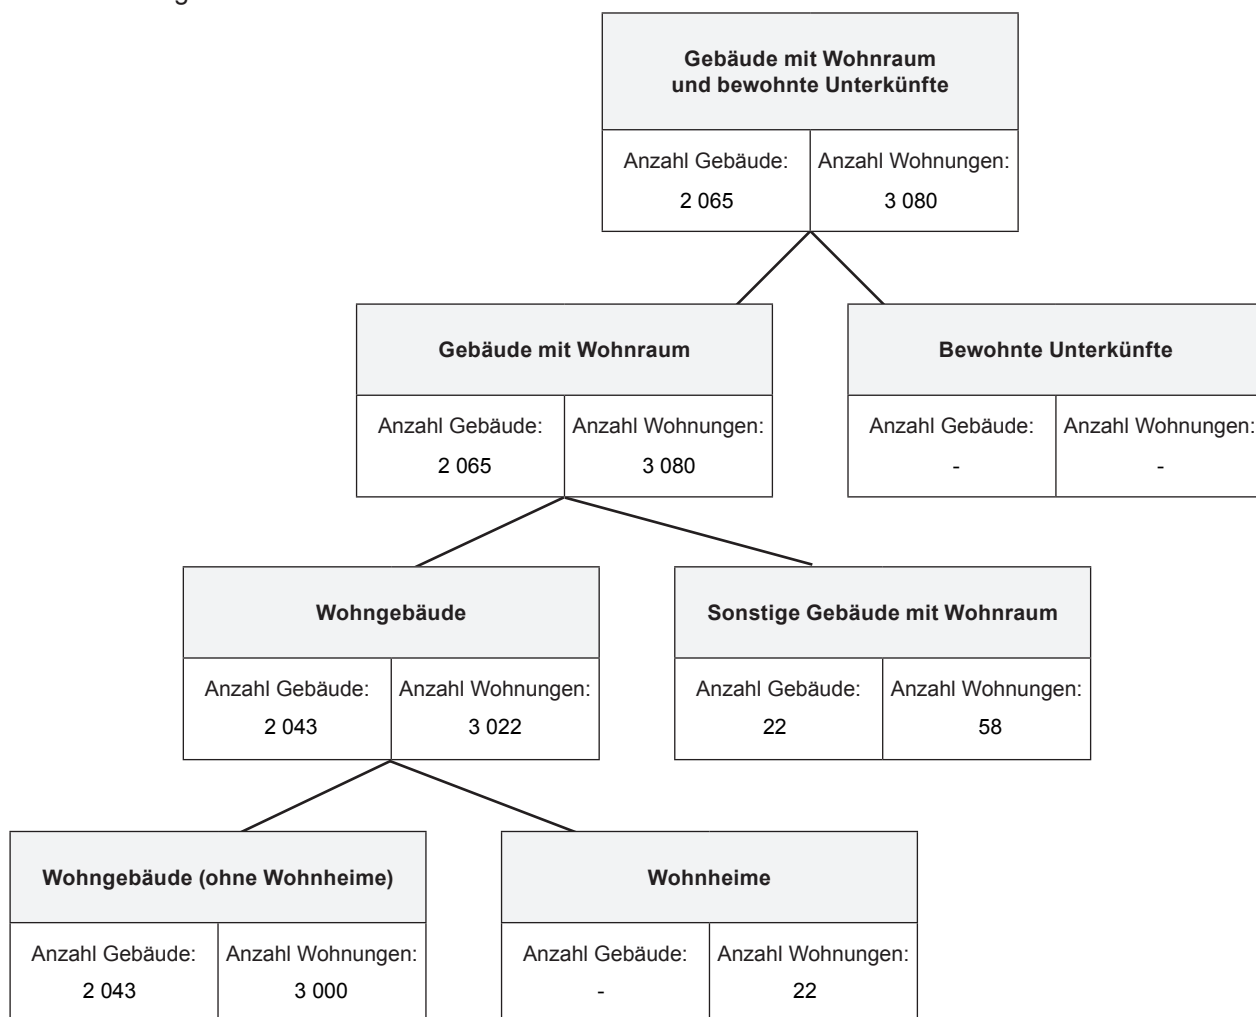 Gebäude mit Wohnraum
und bewohnte Unterkünfte
Anzahl Gebäude: Anzahl Wohnungen:
2 065 3 080
Gebäude mit Wohnraum Bewohnte Unterkünfte
Anzahl Gebäude: Anzahl Wohnungen: Anzahl Gebäude: Anzahl Wohnungen:
2 065 3 080 - -
Wohngebäude Sonstige Gebäude mit Wohnraum
Anzahl Gebäude: Anzahl Wohnungen: Anzahl Gebäude: Anzahl Wohnungen:
2 043 3 022 22 58
Wohngebäude (ohne Wohnheime) Wohnheime
Anzahl Gebäude: Anzahl Wohnungen: Anzahl Gebäude: Anzahl Wohnungen:
2 043 3 000 - 22